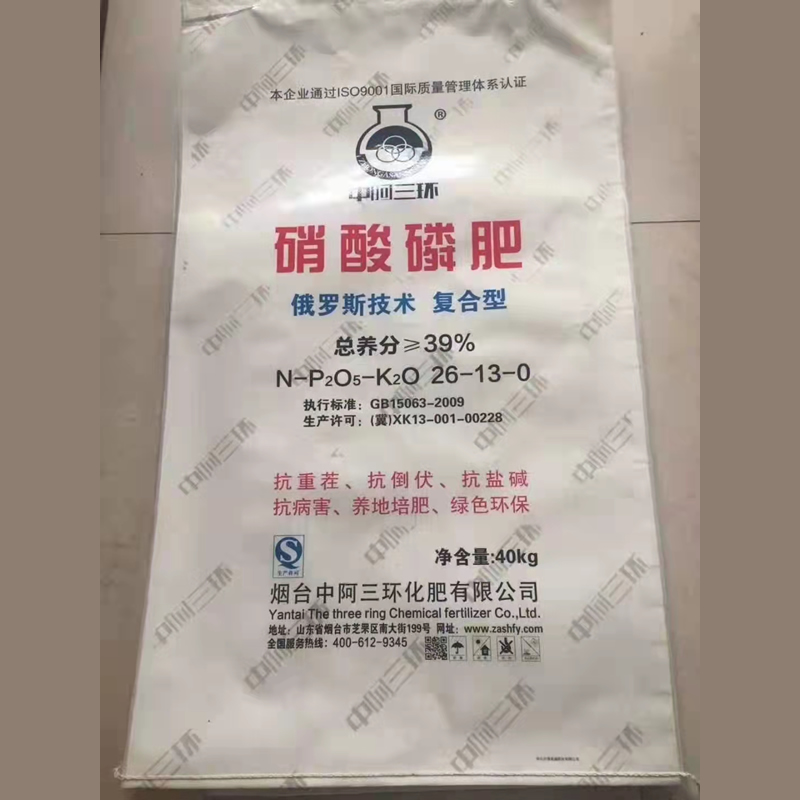 本企业通过ISO9001国际质量管理体系认证
®
中阿三环
硝酸磷肥
俄罗斯技术 复合型
总养分≥39%
N-P₂O₅-K₂O 26-13-0
执行标准：GB15063-2009
生产许可：(冀)XK13-001-00228
抗重茬、抗倒伏、抗盐碱
抗病害、养地培肥、绿色环保
QS
生产许可
净含量:40kg
烟台中阿三环化肥有限公司
Yantai The three ring Chemical fertilizer Co.,Ltd.
地址：山东省烟台市芝罘区南大街199号 网址：www.zashfy.com
全国服务热线：400-612-9345